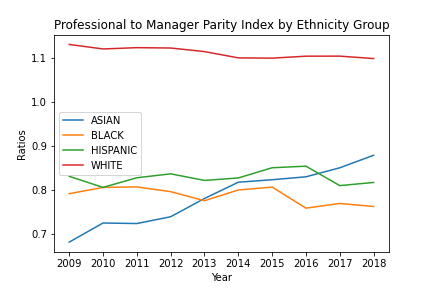 Professional to Manager Parity Index by Ethnicity Group
Ratios
1.1
1.0
0.9
0.8
0.7
ASIAN
BLACK
HISPANIC
WHITE
2009 2010 2011 2012 2013 2014 2015 2016 2017 2018
Year